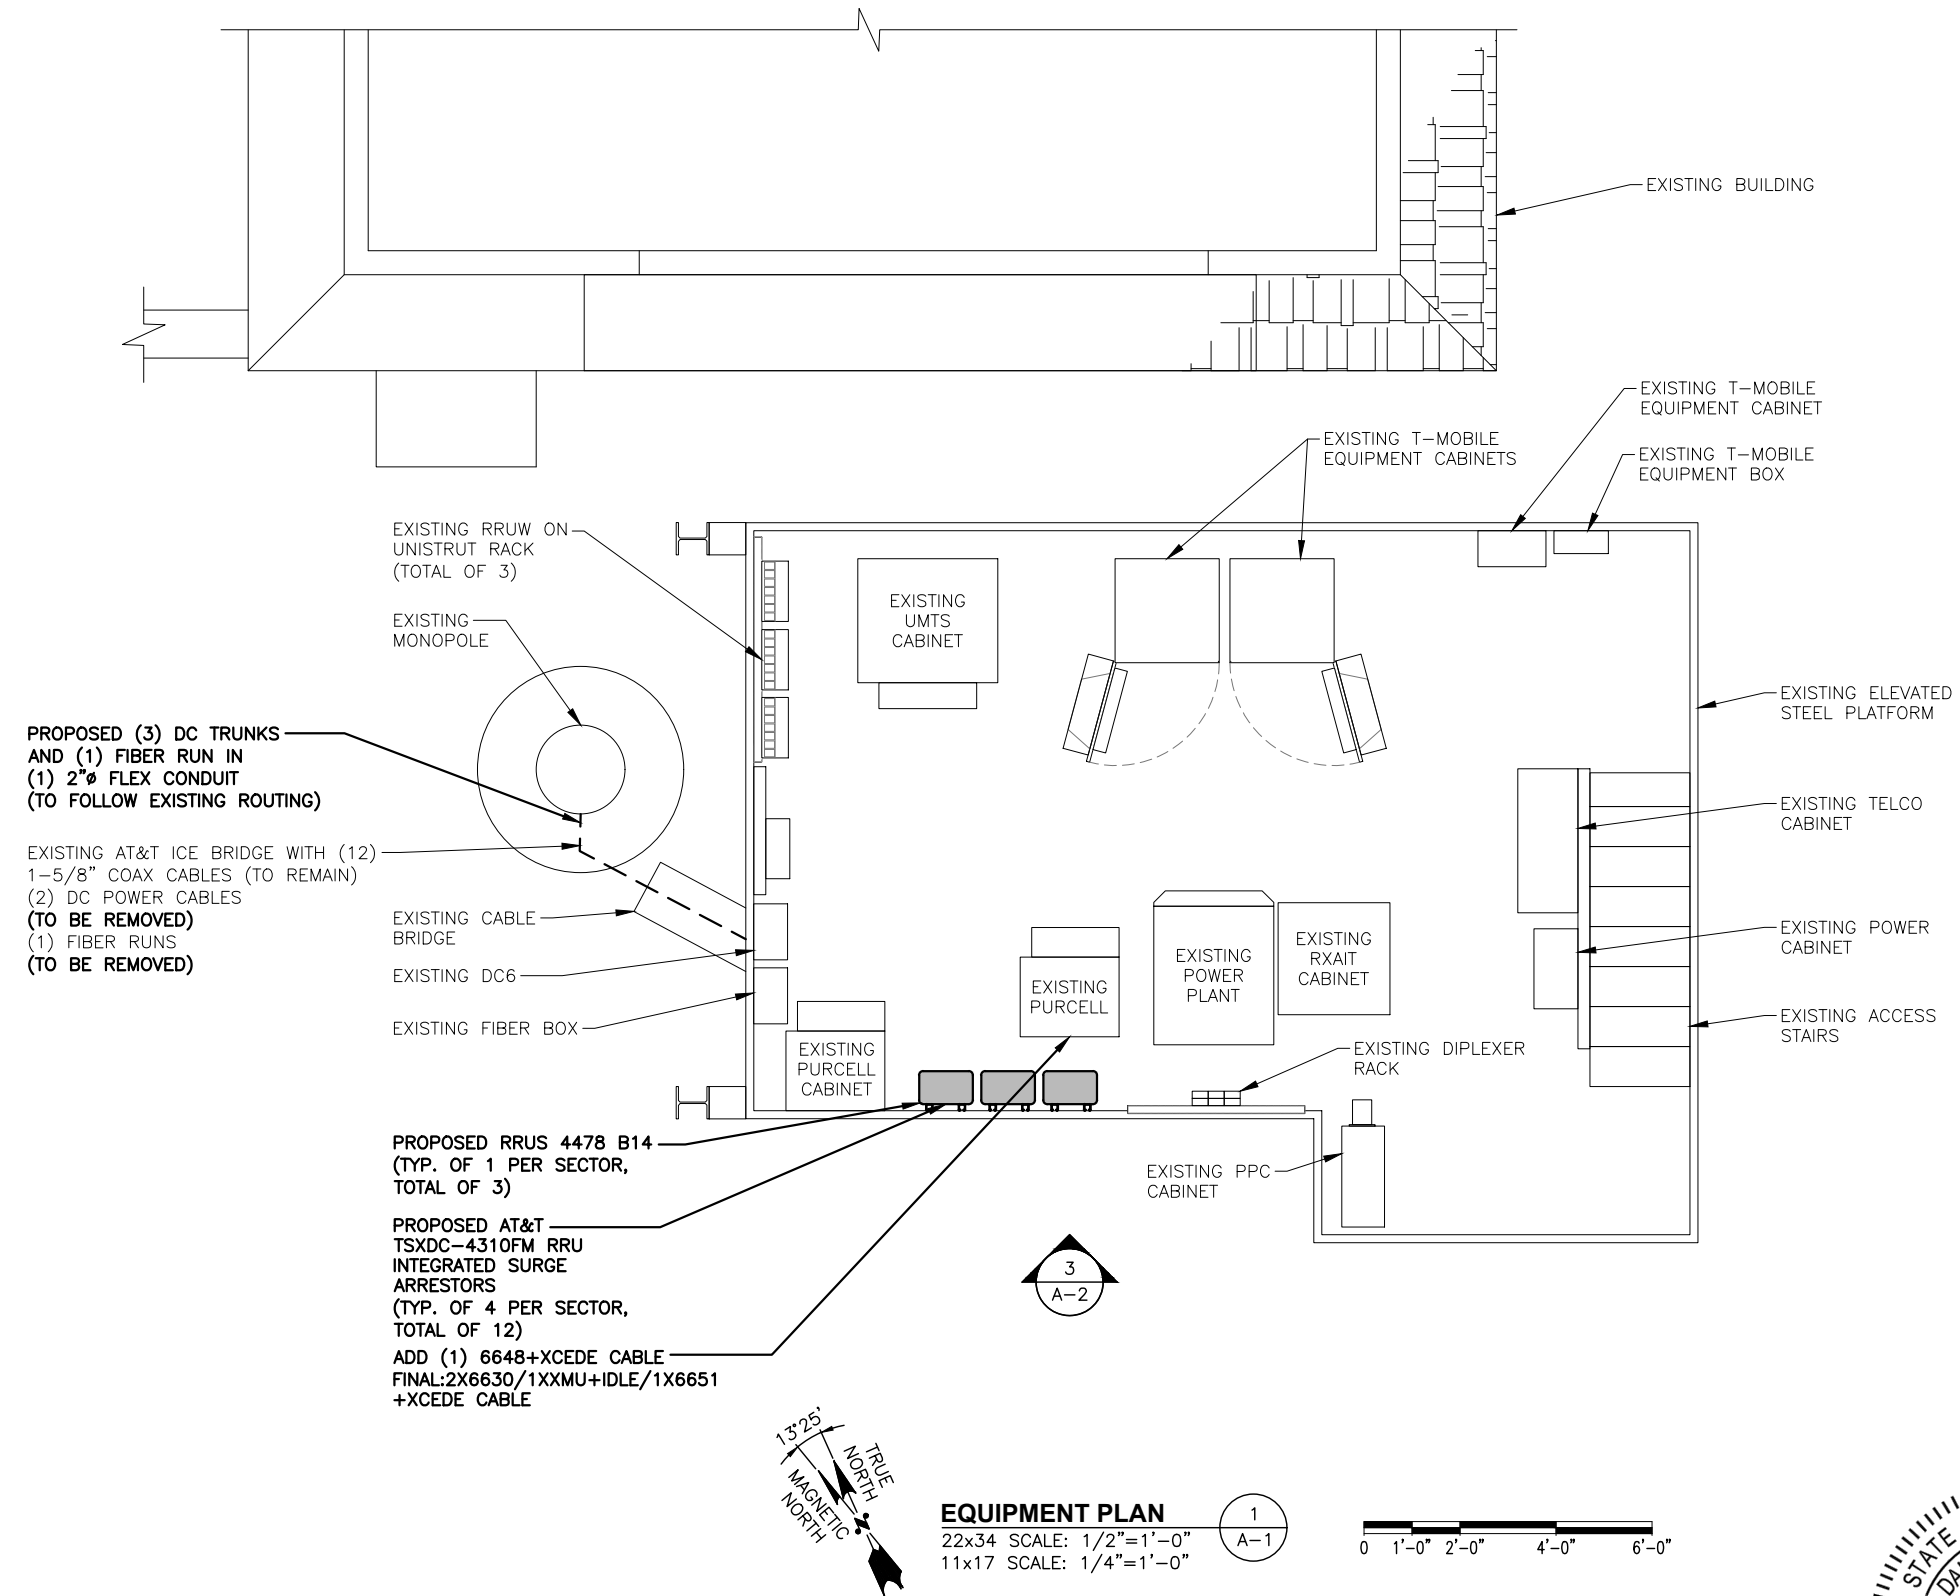 EXISTING BUILDING
EXISTING T-MOBILE
EQUIPMENT CABINET
EXISTING T-MOBILE
EQUIPMENT CABINETS
EXISTING T-MOBILE
EQUIPMENT BOX
EXISTING RRUW ON
UNISTRUT RACK
(TOTAL OF 3)
EXISTING
MONOPOLE
EXISTING
UMTS
CABINET
EXISTING ELEVATED
STEEL PLATFORM
PROPOSED (3) DC TRUNKS
AND (1) FIBER RUN IN
(1) 2"ø FLEX CONDUIT
(TO FOLLOW EXISTING ROUTING)
EXISTING AT&T ICE BRIDGE WITH (12)
1-5/8" COAX CABLES (TO REMAIN)
(2) DC POWER CABLES
(TO BE REMOVED)
(1) FIBER RUNS
(TO BE REMOVED)
EXISTING CABLE
BRIDGE
EXISTING DC6
EXISTING FIBER BOX
EXISTING
PURCELL
CABINET
EXISTING
PURCELL
EXISTING
POWER
PLANT
EXISTING
RXAIT
CABINET
EXISTING TELCO
CABINET
EXISTING POWER
CABINET
EXISTING ACCESS
STAIRS
EXISTING DIPLEXER
RACK
EXISTING PPC
CABINET
PROPOSED RRUS 4478 B14
(TYP. OF 1 PER SECTOR,
TOTAL OF 3)
PROPOSED AT&T
TSXDC-4310FM RRU
INTEGRATED SURGE
ARRESTORS
(TYP. OF 4 PER SECTOR,
TOTAL OF 12)
ADD (1) 6648+XCEDE CABLE
FINAL:2X6630/1XXMU+IDLE/1X6651
+XCEDE CABLE
3
A-2
13°25'
TRUE
NORTH
MAGNETIC
NORTH
N
EQUIPMENT PLAN
22x34 SCALE: 1/2"=1'-0"
11x17 SCALE: 1/4"=1'-0"
1
A-1
0 1'-0" 2'-0" 4'-0" 6'-0"
STATE